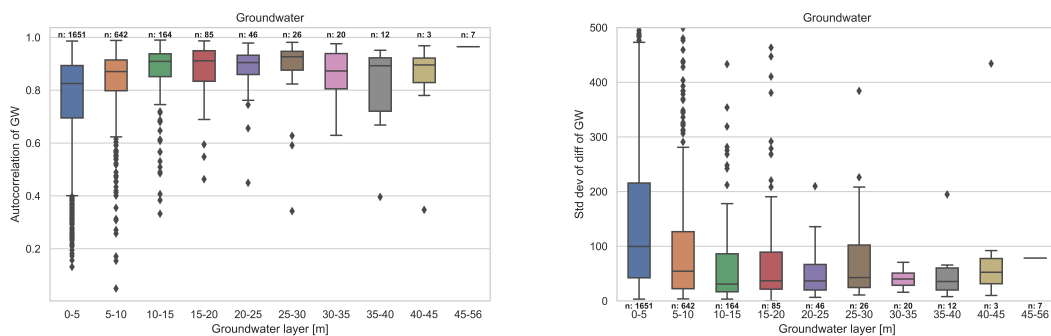 Groundwater
n: 1651 n: 642 n: 164 n: 85 n: 46 n: 26 n: 20 n: 12 n: 3 n: 7
1.0
0.8
0.6
0.4
0.2
Autocorrelation of GW
0-5 5-10 10-15 15-20 20-25 25-30 30-35 35-40 40-45 45-56
Groundwater layer [m]
Groundwater
500
400
300
200
100
0
Std dev of diff of GW
n: 1651 n: 642 n: 164 n: 85 n: 46 n: 26 n: 20 n: 12 n: 3 n: 7
0-5 5-10 10-15 15-20 20-25 25-30 30-35 35-40 40-45 45-56
Groundwater layer [m]